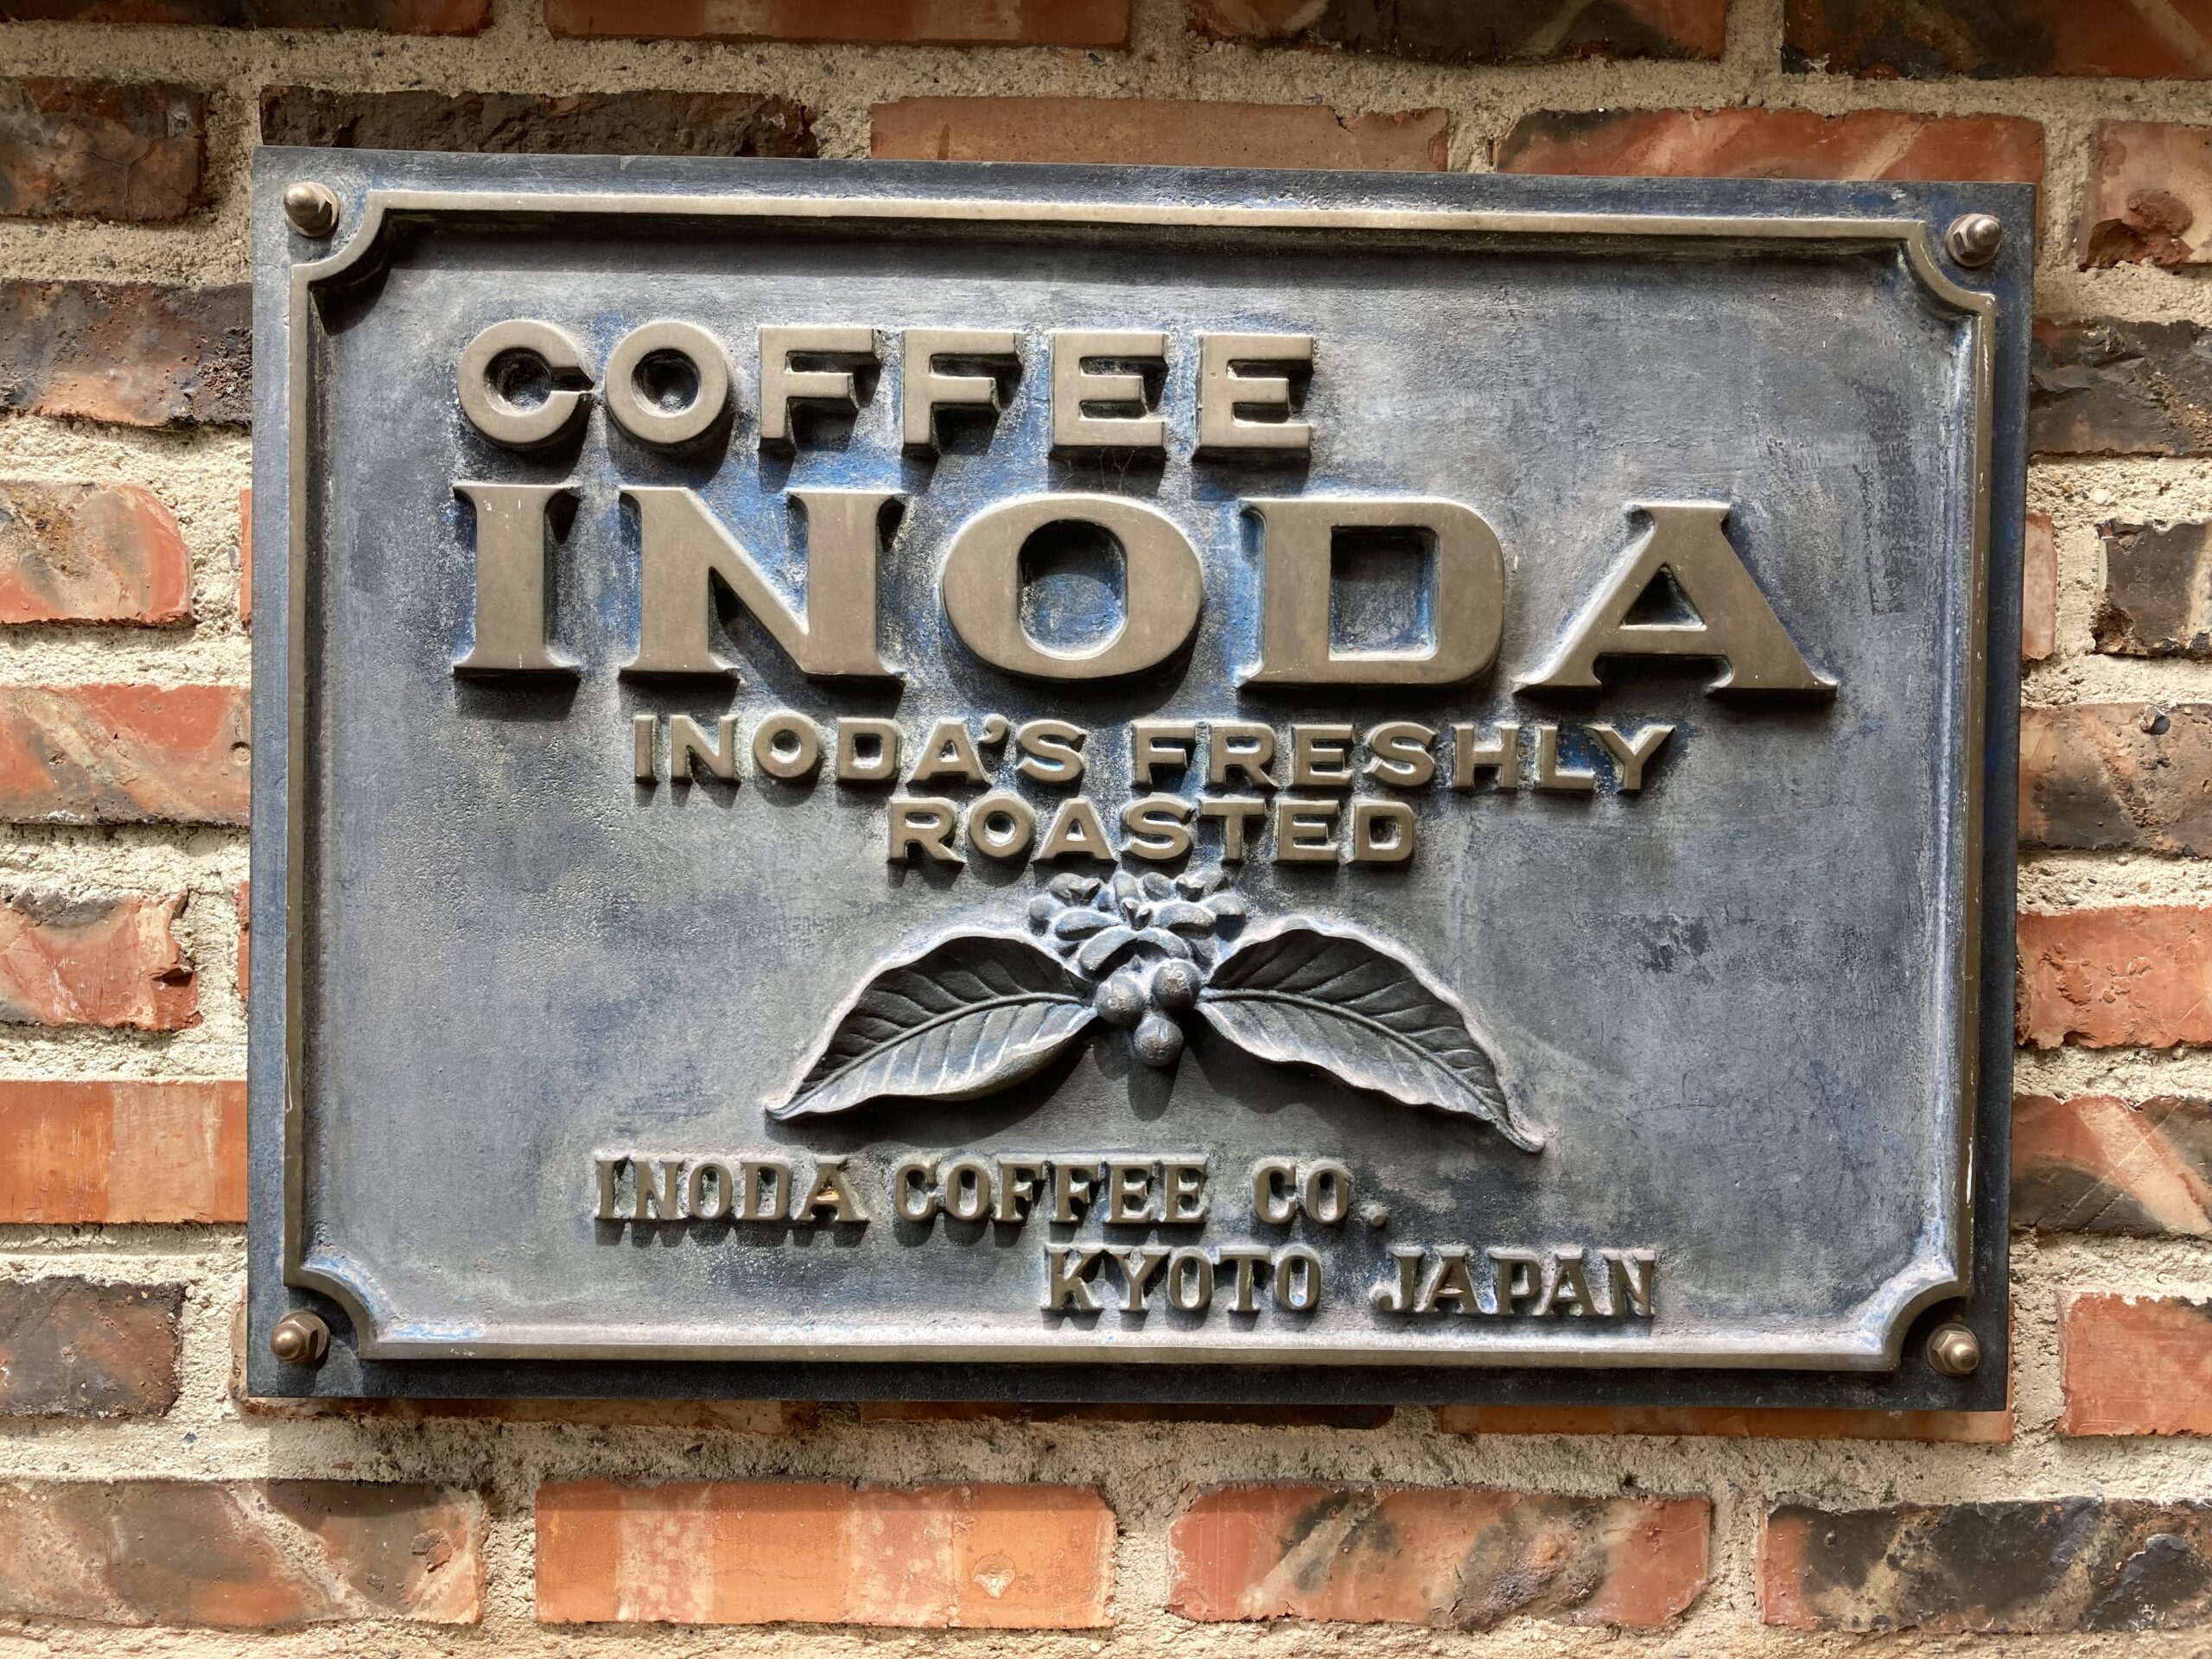 COFFEE
INODA
INODA'S FRESHLY
ROASTED
INODA COFFEE CO.
KYOTO JAPAN